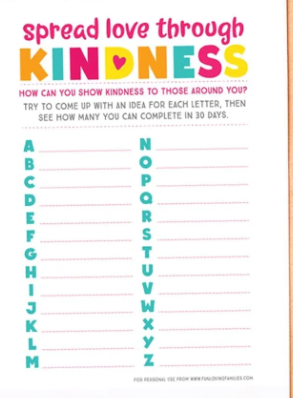 spread love through
KINDNESS
HOW CAN YOU SHOW KINDNESS TO THOSE AROUND YOU?
TRY TO COME UP WITH AN IDEA FOR EACH LETTER, THEN
SEE HOW MANY YOU CAN COMPLETE IN 30 DAYS.
A
B
C
D
E
F
G
H
I
J
K
L
M
N
O
P
Q
R
S
T
U
V
W
X
Y
Z
FOR PERSONAL USE FROM WWW.FUNLOVINGFAMILIES.COM